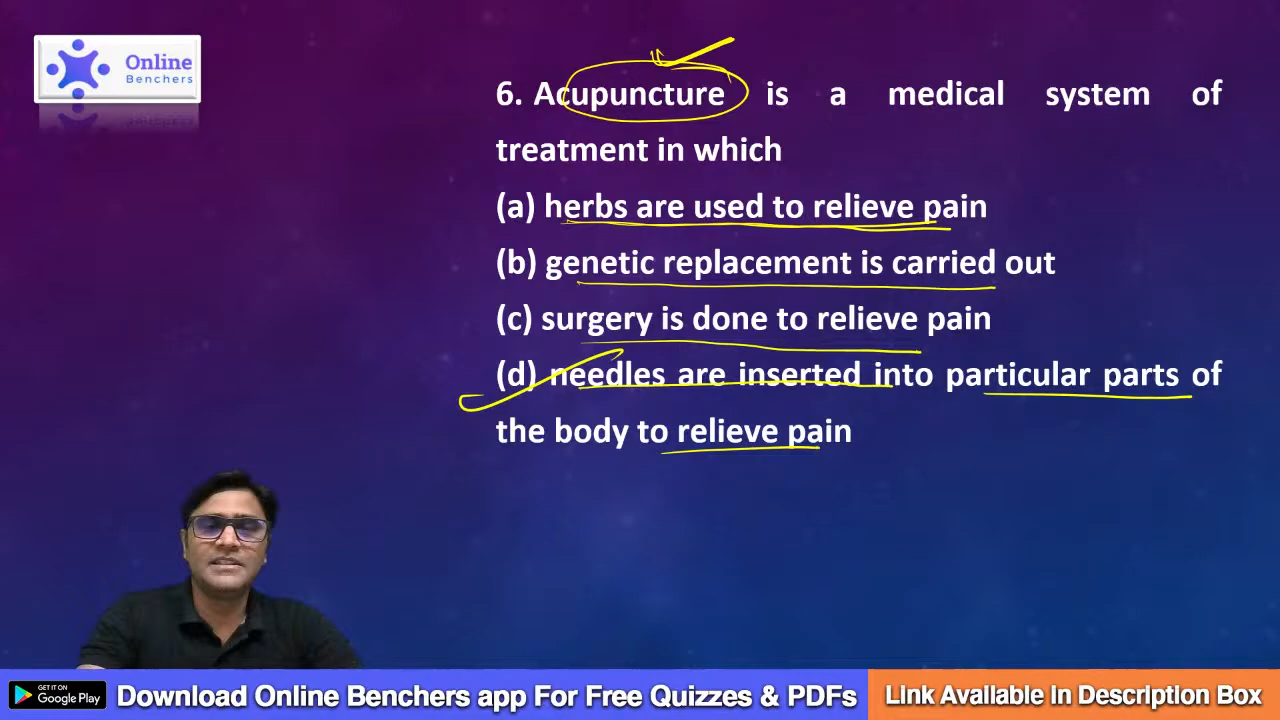 Online
Benchers
6. Acupuncture is a medical system of
treatment in which
(a) herbs are used to relieve pain
(b) genetic replacement is carried out
(c) surgery is done to relieve pain
(d) needles are inserted into particular parts of
the body to relieve pain
GET IT ON
Google Play
Download Online Benchers app For Free Quizzes & PDFs
Link Available In Description Box